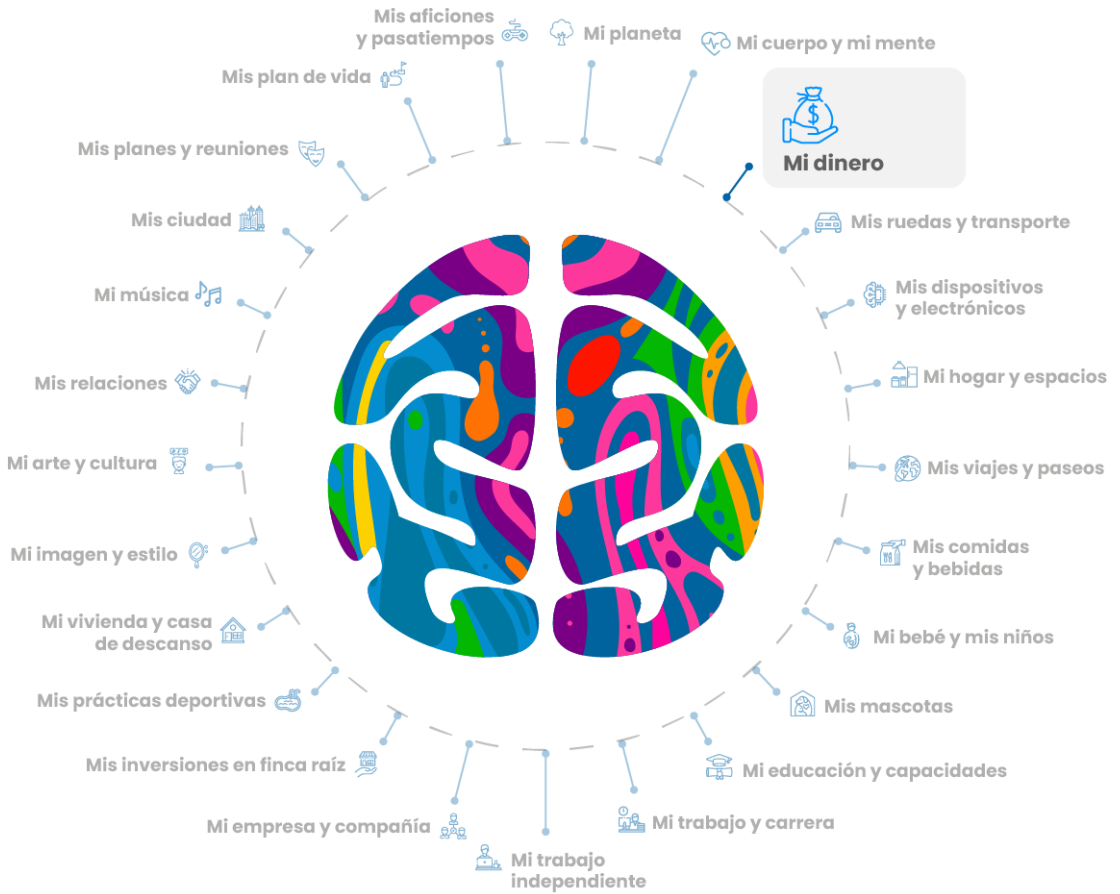 Mis aficiones
y pasatiempos
Mi planeta
Mi cuerpo y mi mente
Mis plan de vida
Mi dinero
Mis planes y reuniones
Mis ciudad
Mis ruedas y transporte
Mi música
Mis dispositivos
y electrónicos
Mis relaciones
Mi hogar y espacios
Mi arte y cultura
Mis viajes y paseos
Mi imagen y estilo
Mis comidas
y bebidas
Mi vivienda y casa
de descanso
Mi bebé y mis niños
Mis prácticas deportivas
Mis mascotas
Mis inversiones en finca raíz
Mi educación y capacidades
Mi empresa y compañía
Mi trabajo y carrera
Mi trabajo
independiente